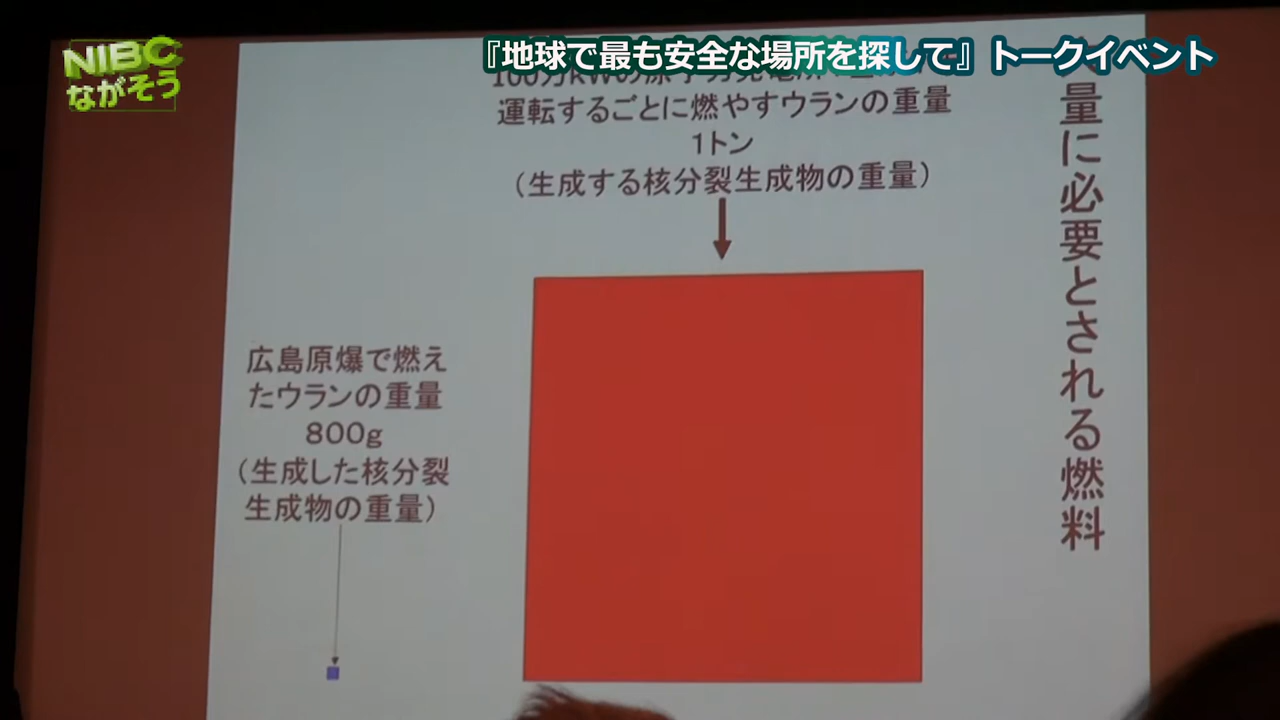 NIBC
ながそう
『地球で最も安全な場所を探して』トークイベント
運転するごとに燃やすウランの重量
1トン
（生成する核分裂生成物の重量）
量に必要とされる燃料
広島原爆で燃え
たウランの重量
800g
（生成した核分裂
生成物の重量）